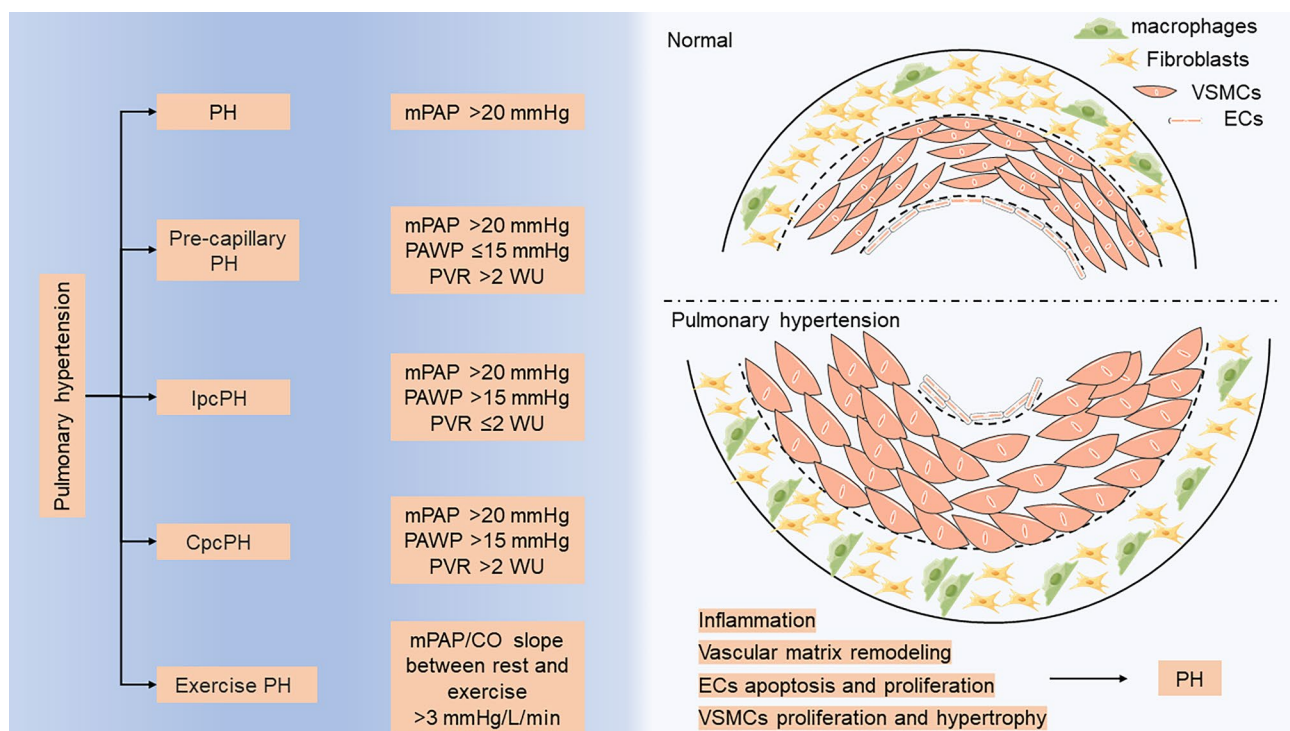 Pulmonary hypertension
PH
mPAP >20 mmHg
Pre-capillary
PH
mPAP >20 mmHg
PAWP ≤15 mmHg
PVR >2 WU
IpcPH
mPAP >20 mmHg
PAWP >15 mmHg
PVR ≤2 WU
CpcPH
mPAP >20 mmHg
PAWP >15 mmHg
PVR >2 WU
Exercise PH
mPAP/CO slope
between rest and
exercise
>3 mmHg/L/min
Normal
macrophages
Fibroblasts
VSMCs
ECs
Pulmonary hypertension
Inflammation
Vascular matrix remodeling
ECs apoptosis and proliferation
VSMCs proliferation and hypertrophy
PH